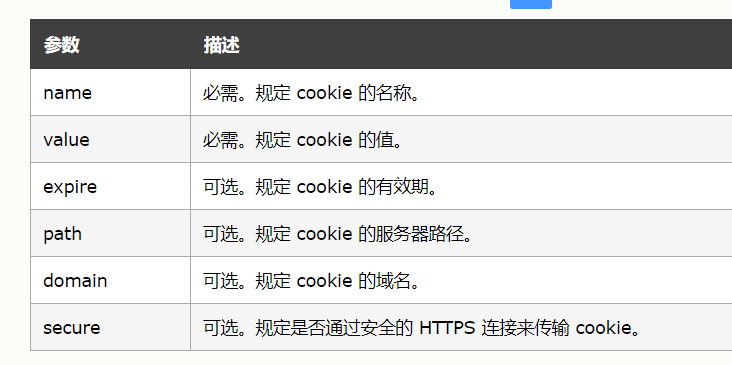 参数 描述
name 必需。规定 cookie 的名称。
value 必需。规定 cookie 的值。
expire 可选。规定 cookie 的有效期。
path 可选。规定 cookie 的服务器路径。
domain 可选。规定 cookie 的域名。
secure 可选。规定是否通过安全的 HTTPS 连接来传输 cookie。